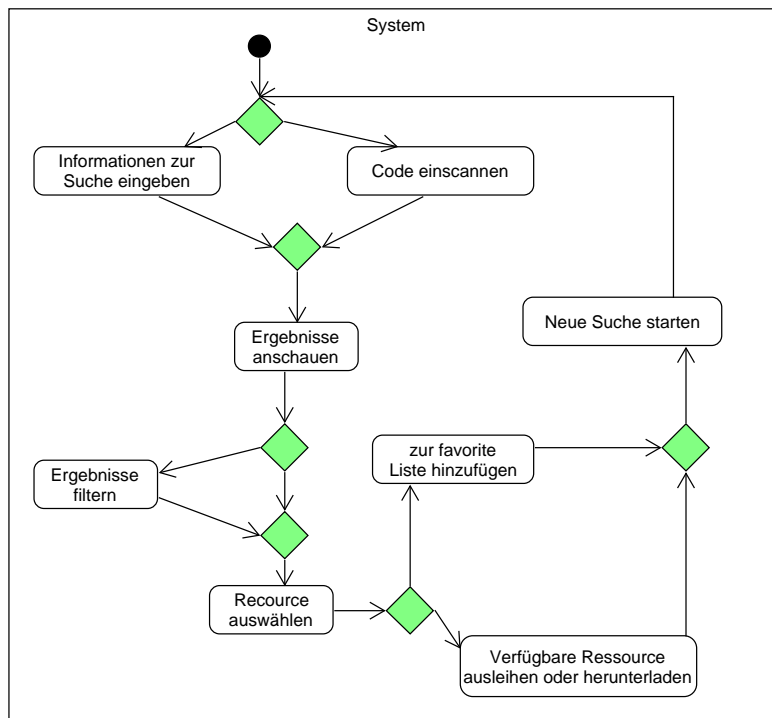 System
Informationen zur
Suche eingeben
Code einscannen
Ergebnisse
anschauen
Neue Suche starten
Ergebnisse
filtern
zur favorite
Liste hinzufügen
Recource
auswählen
Verfügbare Ressource
ausleihen oder herunterladen